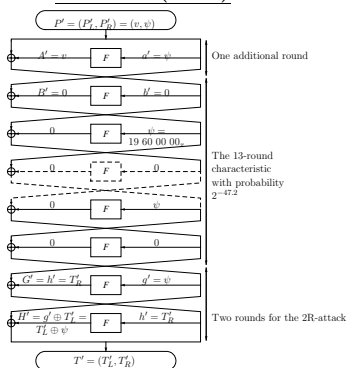 P' = (P'_L, P'_R) = (v, ψ)
A' = v F a' = ψ
One additional round
B' = 0 F b' = 0
0 F ψ =
19 60 00 00ₓ
0 F 0
The 13-round
characteristic
with probability
2^{-47.2}
0 F ψ
0 F 0
G' = h' = T'_R F g' = ψ
H' = g' ⊕ T'_L = F h' = T'_R
T'_L ⊕ ψ
Two rounds for the 2R-attack
T' = (T'_L, T'_R)